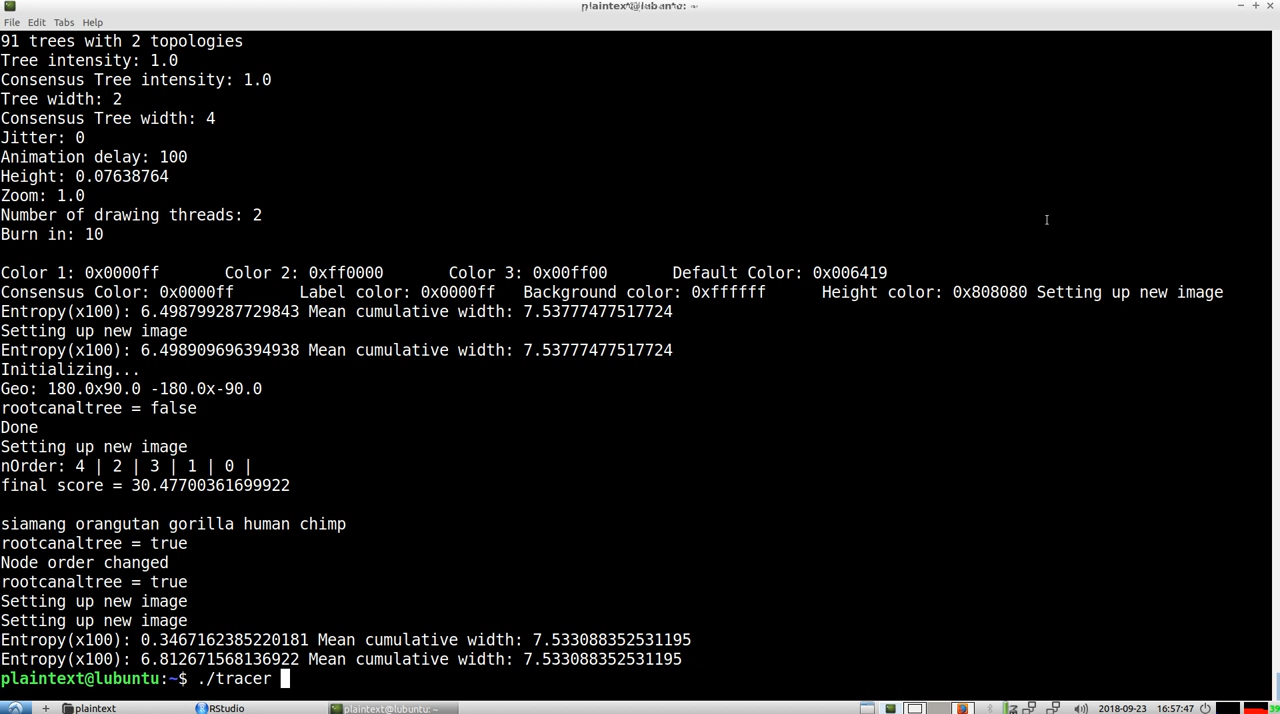 plaintext@lubuntu: ~
File Edit Tabs Help
91 trees with 2 topologies
Tree intensity: 1.0
Consensus Tree intensity: 1.0
Tree width: 2
Consensus Tree width: 4
Jitter: 0
Animation delay: 100
Height: 0.07638764
Zoom: 1.0
Number of drawing threads: 2
Burn in: 10
Color 1: 0x0000ff Color 2: 0xff0000 Color 3: 0x00ff00 Default Color: 0x006419
Consensus Color: 0x0000ff Label color: 0x0000ff Background color: 0xffffff Height color: 0x808080 Setting up new image
Entropy(x100): 6.498799287729843 Mean cumulative width: 7.53777477517724
Setting up new image
Entropy(x100): 6.498909696394938 Mean cumulative width: 7.53777477517724
Initializing...
Geo: 180.0x90.0 -180.0x-90.0
rootcanaltree = false
Done
Setting up new image
nOrder: 4 | 2 | 3 | 1 | 0 |
final score = 30.47700361699922
siamang orangutan gorilla human chimp
rootcanaltree = true
Node order changed
rootcanaltree = true
Setting up new image
Setting up new image
Entropy(x100): 0.3467162385220181 Mean cumulative width: 7.533088352531195
Entropy(x100): 6.812671568136922 Mean cumulative width: 7.533088352531195
plaintext@lubuntu:~$ ./tracer
plaintext RStudio plaintext@lubuntu: ~ 2018-09-23 16:57:47 39